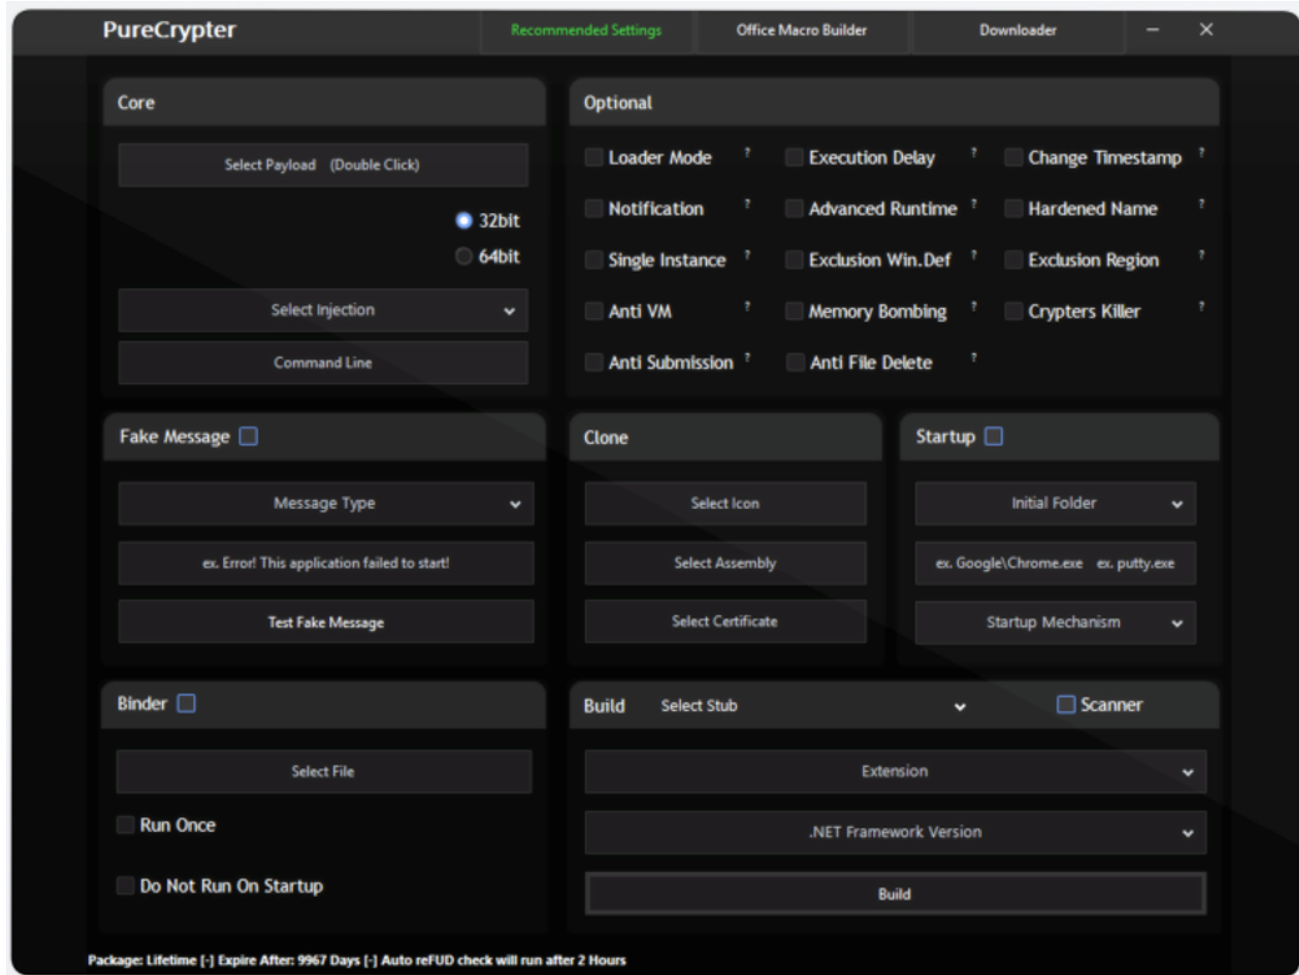 PureCrypter
Recommended Settings
Office Macro Builder
Downloader
Core
Select Payload (Double Click)
32bit
64bit
Select Injection
Command Line
Optional
Loader Mode ?
Execution Delay ?
Change Timestamp ?
Notification ?
Advanced Runtime ?
Hardened Name ?
Single Instance ?
Exclusion Win.Def ?
Exclusion Region ?
Anti VM ?
Memory Bombing ?
Crypters Killer ?
Anti Submission ?
Anti File Delete ?
Fake Message
Message Type
ex. Error! This application failed to start!
Test Fake Message
Clone
Select Icon
Select Assembly
Select Certificate
Startup
Initial Folder
ex. Google\Chrome.exe ex. putty.exe
Startup Mechanism
Binder
Select File
Run Once
Do Not Run On Startup
Build
Select Stub
Scanner
Extension
.NET Framework Version
Build
Package: Lifetime [-] Expire After: 9967 Days [-] Auto reFUD check will run after 2 Hours